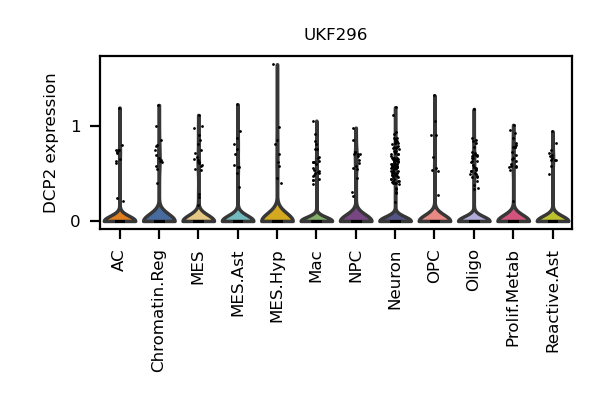 UKF296
DCP2 expression
1
0
AC
Chromatin.Reg
MES
MES.Ast
MES.Hyp
Mac
NPC
Neuron
OPC
Oligo
Prolif.Metab
Reactive.Ast